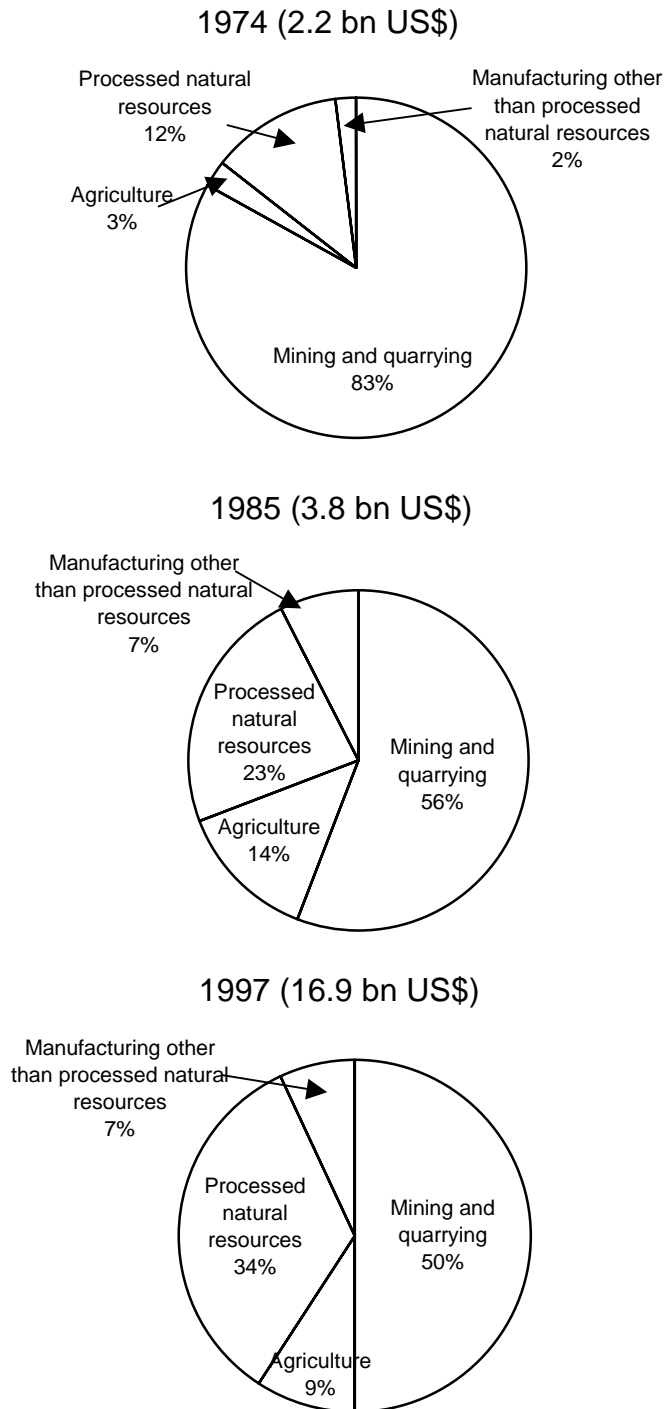 1974 (2.2 bn US$)
Processed natural
resources
12%
Manufacturing other
than processed
natural resources
2%
Agriculture
3%
Mining and quarrying
83%
1985 (3.8 bn US$)
Manufacturing other
than processed natural
resources
7%
Processed
natural
resources
23%
Mining and
quarrying
56%
Agriculture
14%
1997 (16.9 bn US$)
Manufacturing other
than processed natural
resources
7%
Processed
natural
resources
34%
Mining and
quarrying
50%
Agriculture
9%